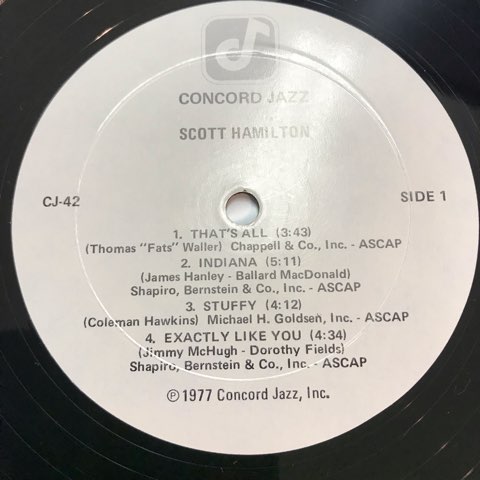 CONCORD JAZZ
SCOTT HAMILTON
CJ-42
SIDE 1
1. THAT'S ALL (3:43)
(Thomas "Fats" Waller) Chappell & Co., Inc. - ASCAP
2. INDIANA (5:11)
(James Hanley - Ballard MacDonald)
Shapiro, Bernstein & Co., Inc. - ASCAP
3. STUFFY (4:12)
(Coleman Hawkins) Michael H. Goldsen, Inc. - ASCAP
4. EXACTLY LIKE YOU (4:34)
(Jimmy McHugh - Dorothy Fields)
Shapiro, Bernstein & Co., Inc. - ASCAP
℗ 1977 Concord Jazz, Inc.